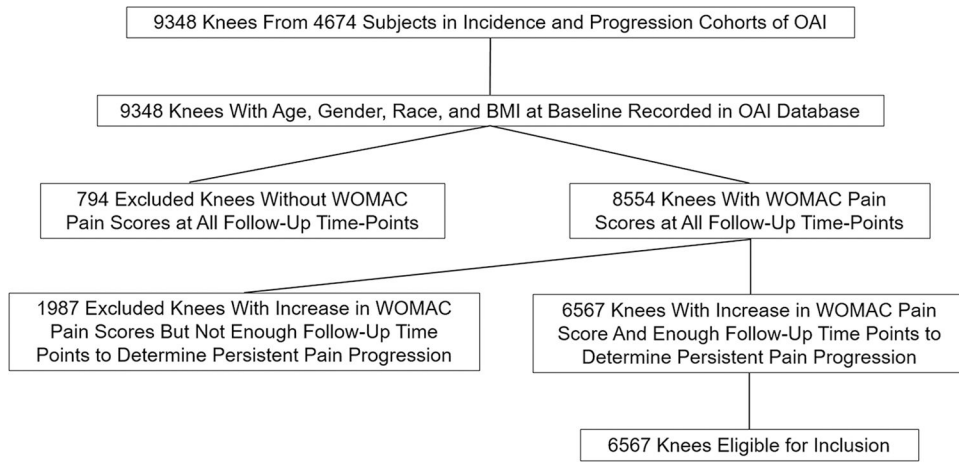 9348 Knees From 4674 Subjects in Incidence and Progression Cohorts of OAI
9348 Knees With Age, Gender, Race, and BMI at Baseline Recorded in OAI Database
794 Excluded Knees Without WOMAC
Pain Scores at All Follow-Up Time-Points
8554 Knees With WOMAC Pain
Scores at All Follow-Up Time-Points
1987 Excluded Knees With Increase in WOMAC
Pain Scores But Not Enough Follow-Up Time
Points to Determine Persistent Pain Progression
6567 Knees With Increase in WOMAC Pain
Score And Enough Follow-Up Time Points to
Determine Persistent Pain Progression
6567 Knees Eligible for Inclusion